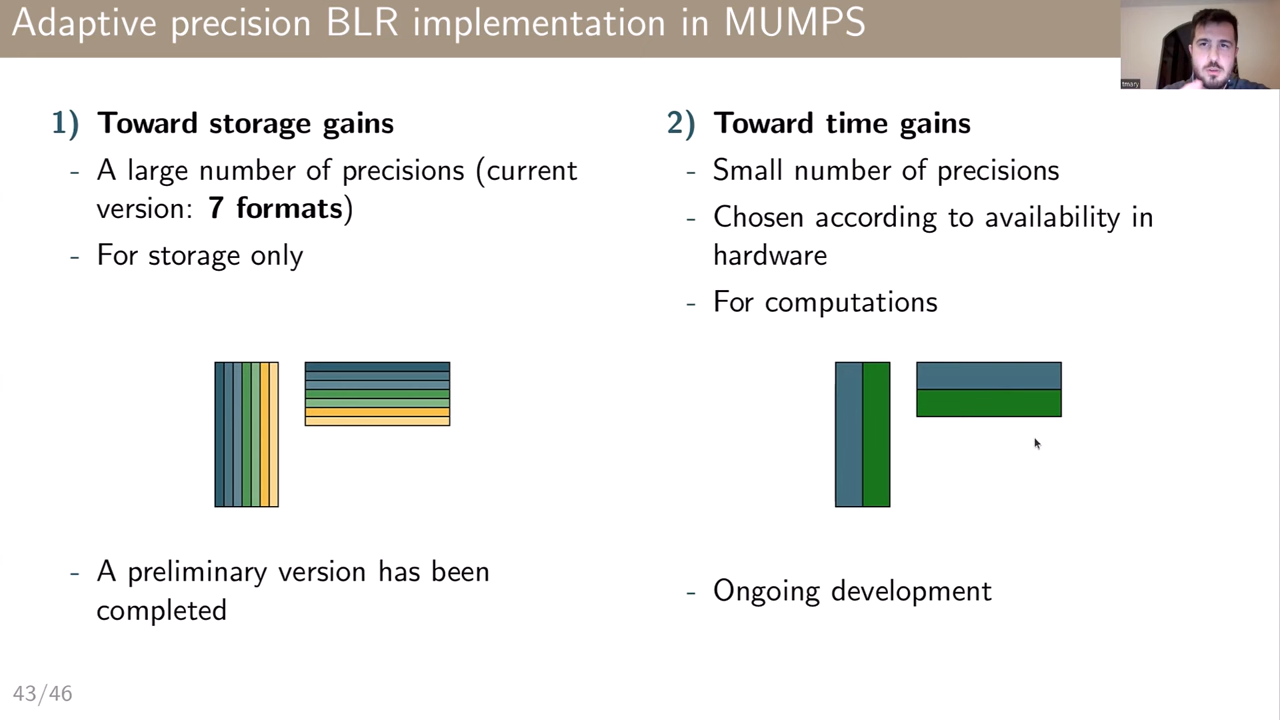 Adaptive precision BLR implementation in MUMPS
tmary
1) Toward storage gains
- A large number of precisions (current
version: 7 formats)
- For storage only
- A preliminary version has been
completed
2) Toward time gains
- Small number of precisions
- Chosen according to availability in
hardware
- For computations
- Ongoing development
43/46